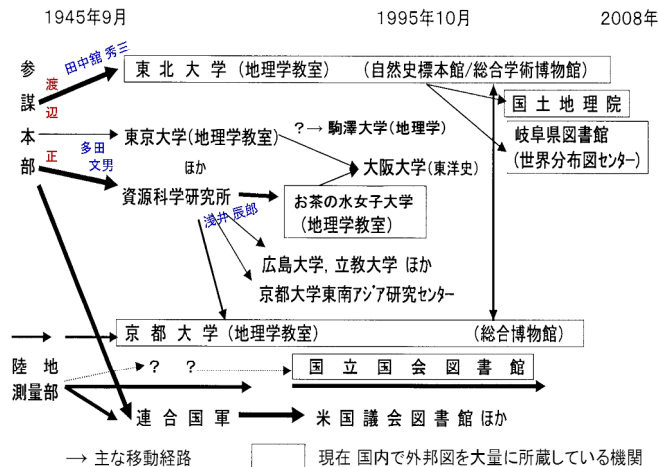 1945年9月 1995年10月 2008年
参謀本部
田中舘 秀三
渡辺正
東北大学(地理学教室) (自然史標本館/総合学術博物館)
国土地理院
東京大学(地理学教室)
?→駒澤大学(地理学)
岐阜県図書館
(世界分布図センター)
多田
文男
ほか
大阪大学(東洋史)
資源科学研究所
お茶の水女子大学
(地理学教室)
浅井 辰郎
広島大学, 立教大学 ほか
京都大学東南アジア研究センター
京都大学(地理学教室) (総合博物館)
陸地
測量部
? ?
国立国会図書館
連合国軍
米国議会図書館 ほか
→ 主な移動経路
現在 国内で外邦図を大量に所蔵している機関